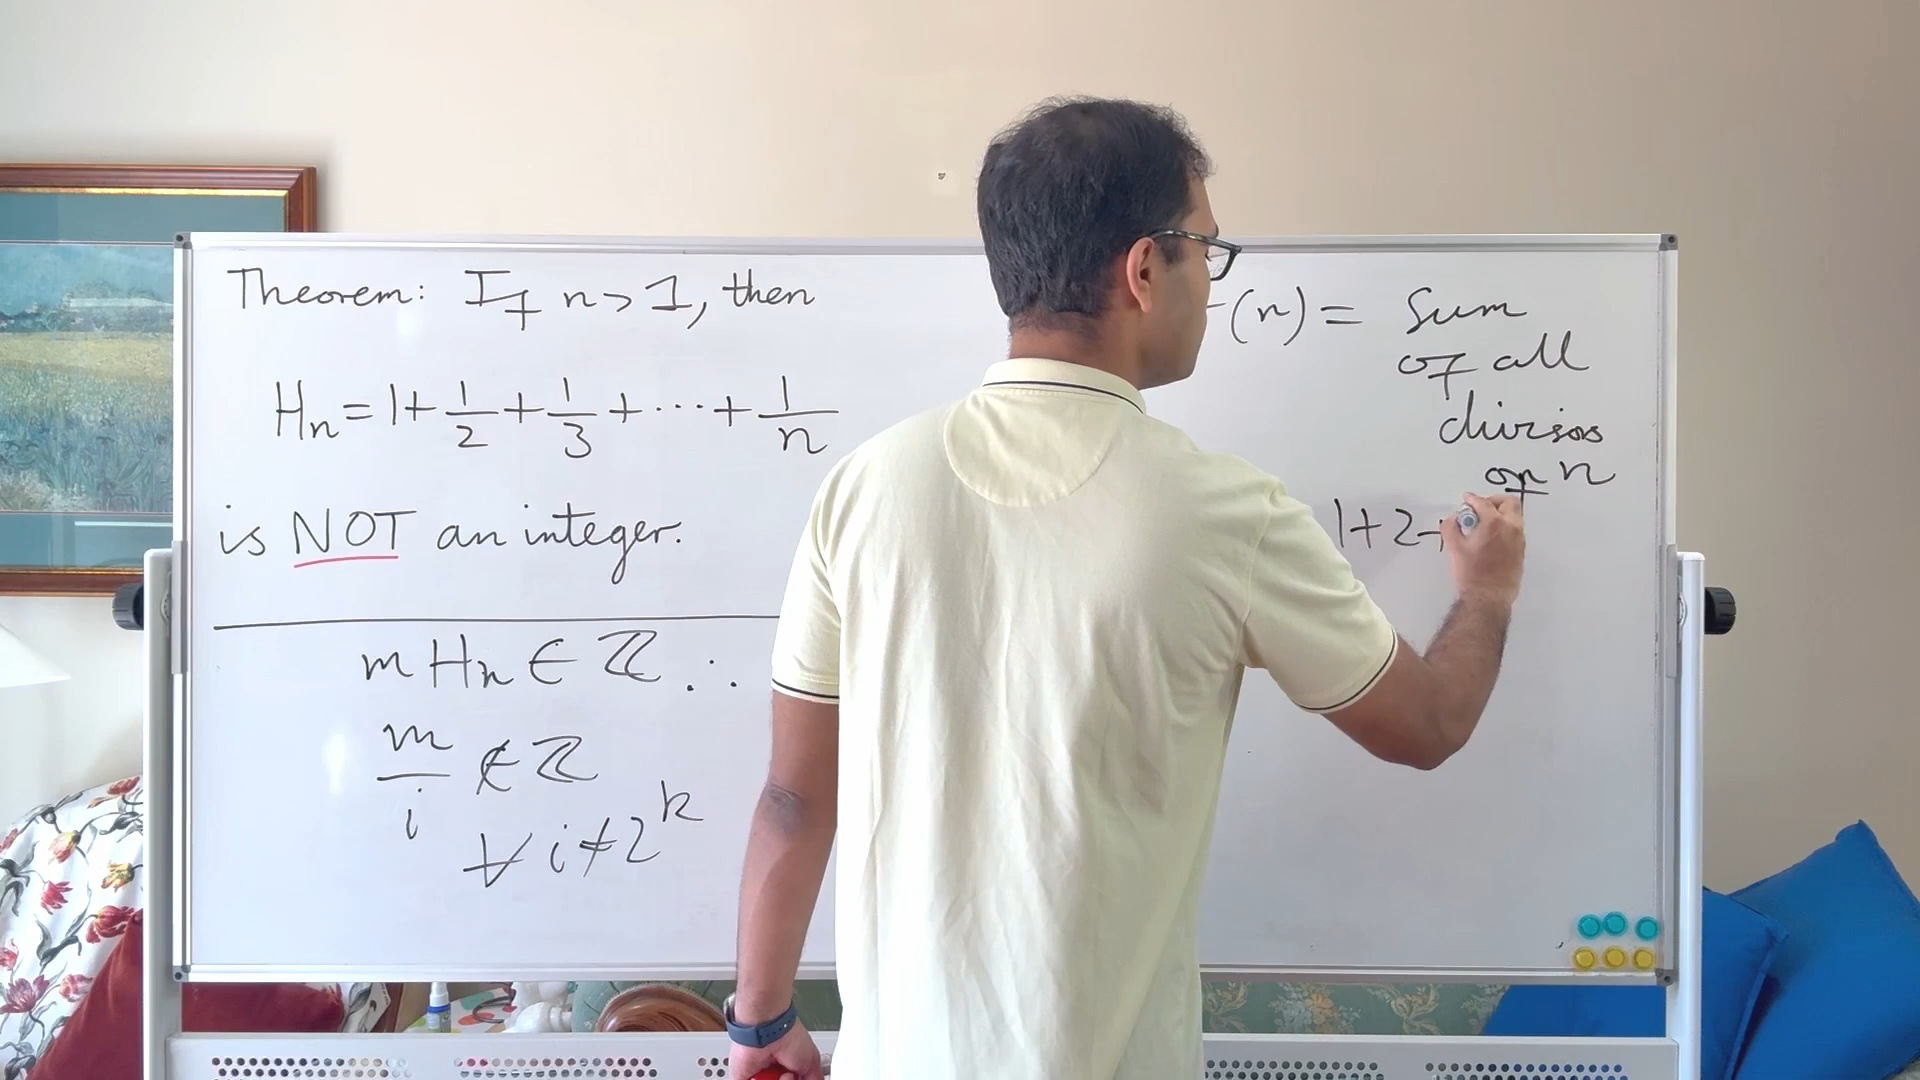 Theorem: If n > 1, then
Hn = 1 + 1/2 + 1/3 + ⋯ + 1/n
is NOT an integer.
m Hn ∈ ℤ ∴
m/i ∉ ℤ
∀ i ≠ 2^k
(n) = Sum
of all
divisors
of n
1 + 2 +